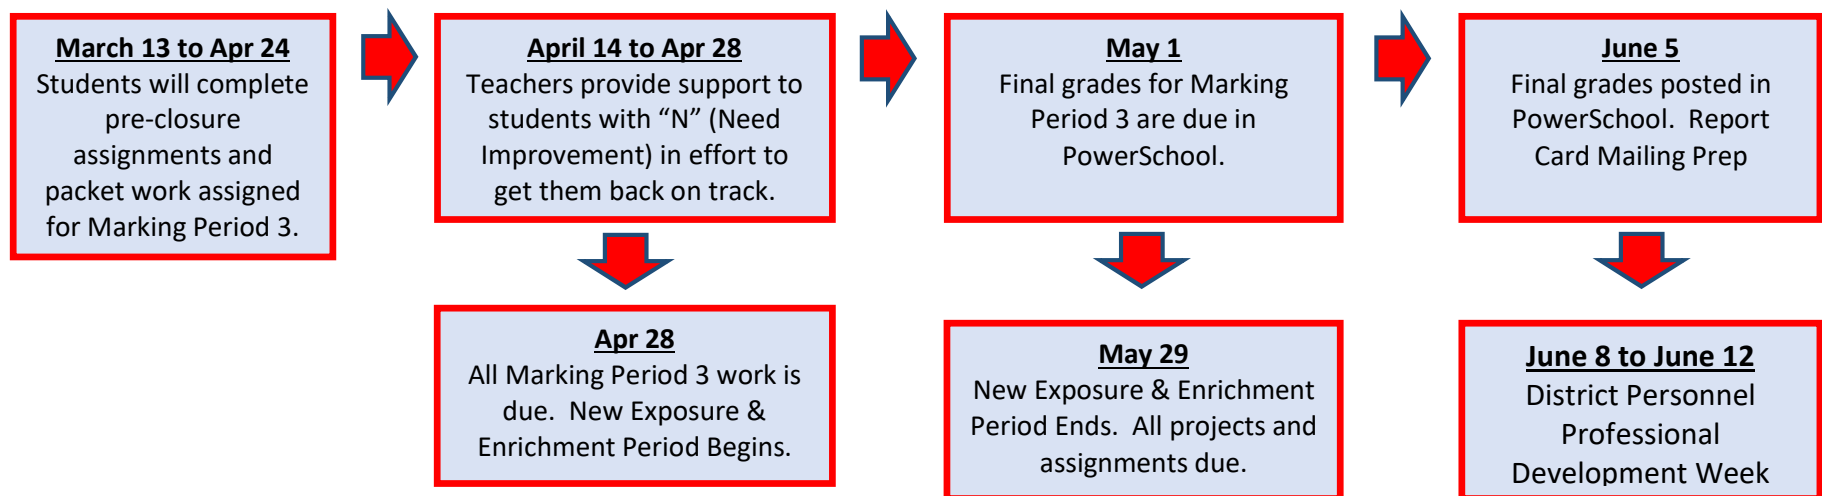 March 13 to Apr 24
Students will complete
pre-closure
assignments and
packet work assigned
for Marking Period 3.
April 14 to Apr 28
Teachers provide support to
students with “N” (Need
Improvement) in effort to
get them back on track.
May 1
Final grades for Marking
Period 3 are due in
PowerSchool.
June 5
Final grades posted in
PowerSchool.  Report
Card Mailing Prep
Apr 28
All Marking Period 3 work is
due.  New Exposure &
Enrichment Period Begins.
May 29
New Exposure & Enrichment
Period Ends.  All projects and
assignments due.
June 8 to June 12
District Personnel
Professional
Development Week